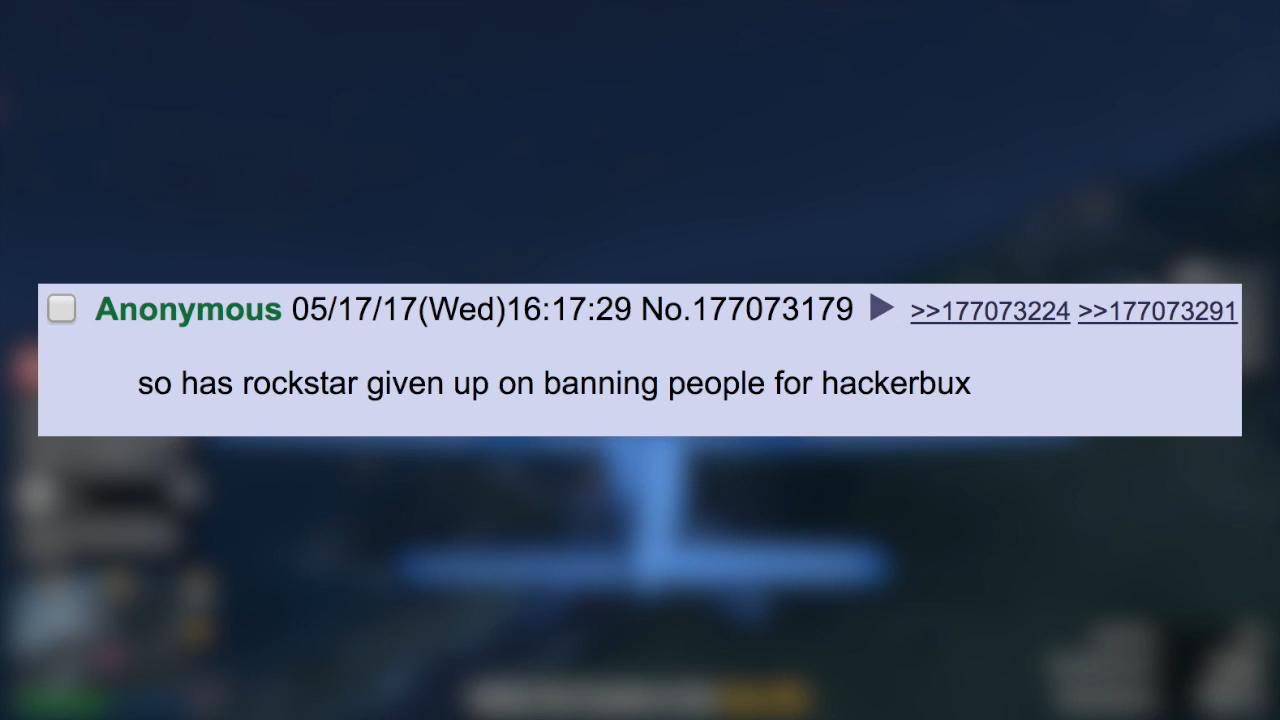 Anonymous 05/17/17(Wed)16:17:29 No.177073179 ▶ >>177073224 >>177073291
so has rockstar given up on banning people for hackerbux